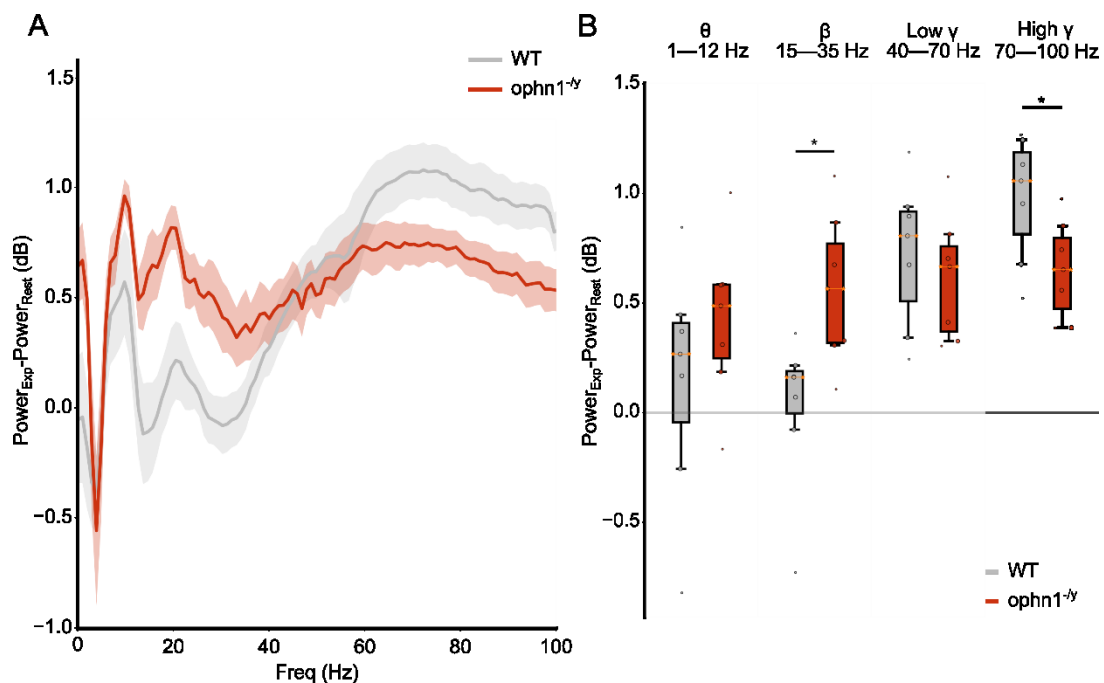 A
WT
ophn1-/y
1.5
1.0
0.5
0.0
−0.5
−1.0
PowerExp-PowerRest (dB)
0
20
40
60
80
100
Freq (Hz)
B
θ
1—12 Hz
β
15—35 Hz
Low γ
40—70 Hz
High γ
70—100 Hz
1.5
1.0
0.5
0.0
−0.5
PowerExp-PowerRest (dB)
*
*
WT
ophn1-/y